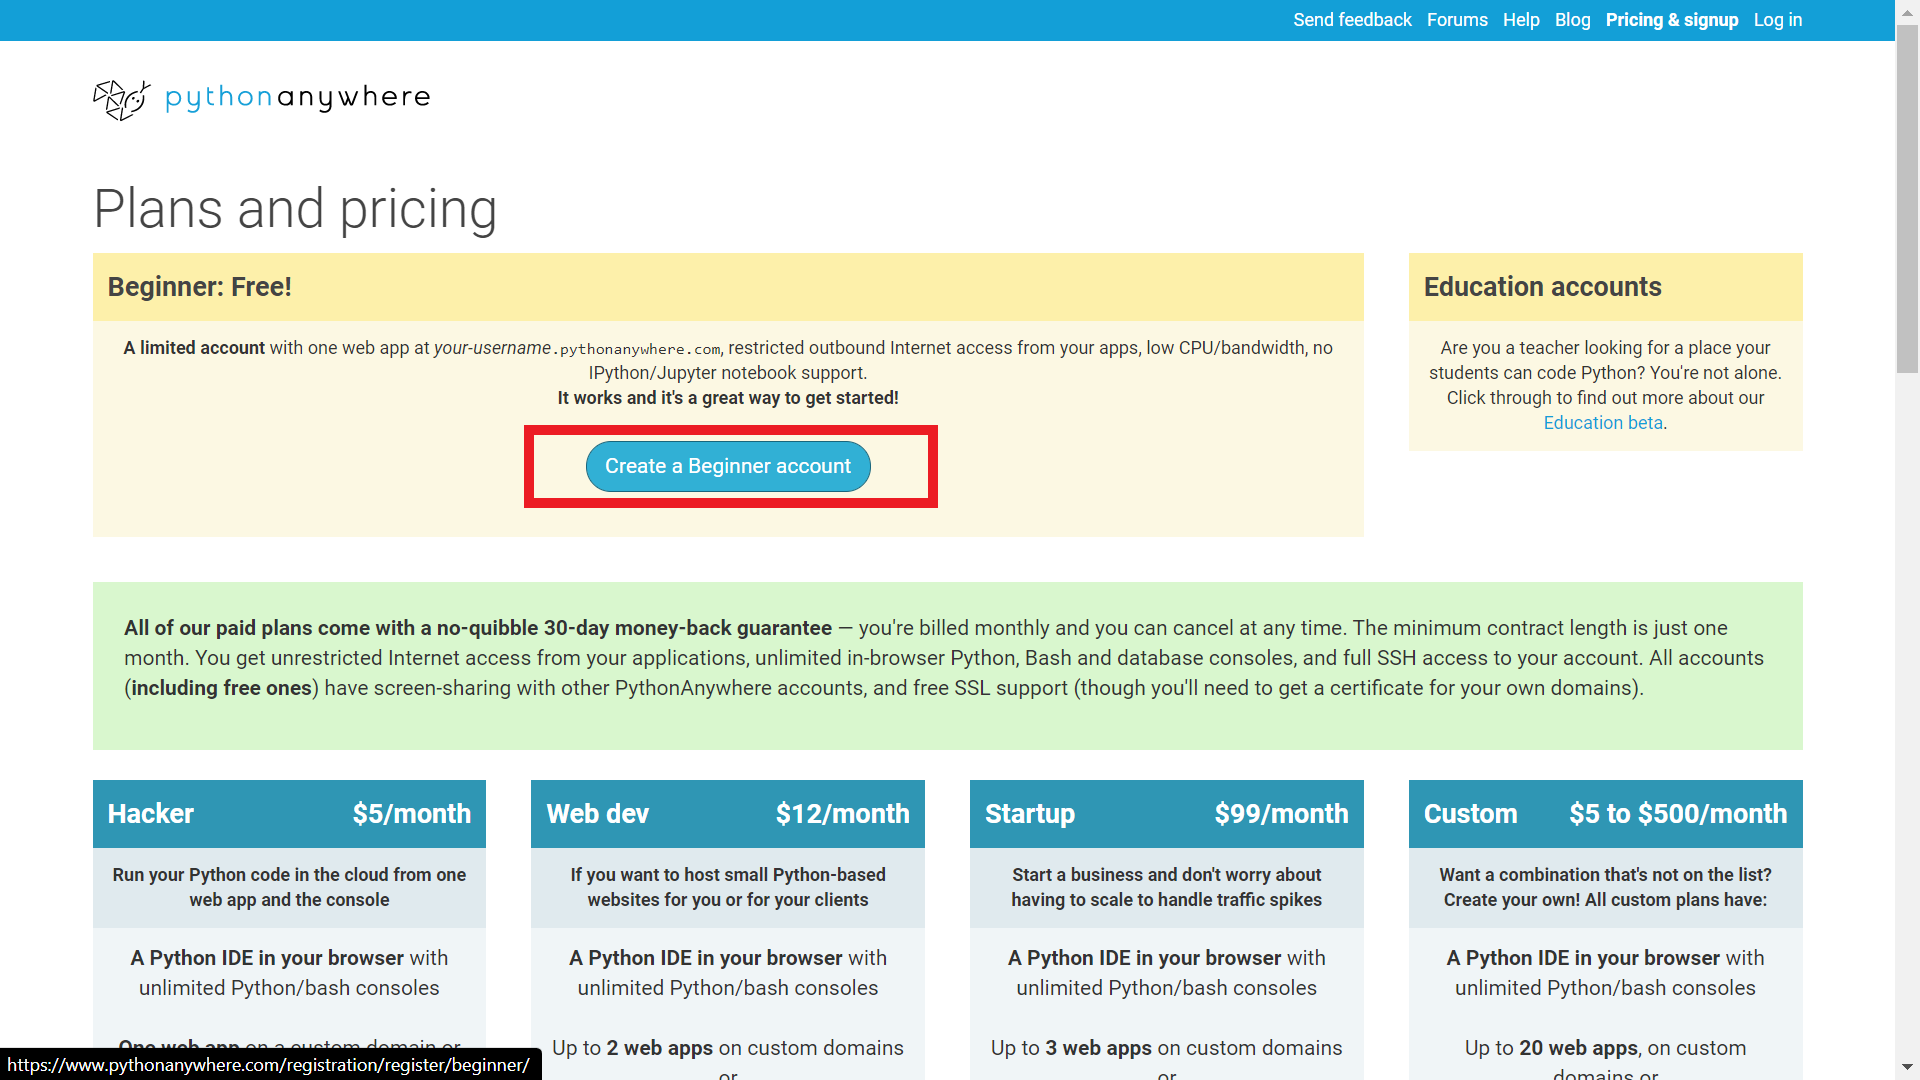 Send feedback Forums Help Blog Pricing & signup Log in
pythonanywhere
Plans and pricing
Beginner: Free!
A limited account with one web app at your-username.pythonanywhere.com, restricted outbound Internet access from your apps, low CPU/bandwidth, no
IPython/Jupyter notebook support.
It works and it's a great way to get started!
Create a Beginner account
Education accounts
Are you a teacher looking for a place your
students can code Python? You're not alone.
Click through to find out more about our
Education beta.
All of our paid plans come with a no-quibble 30-day money-back guarantee — you're billed monthly and you can cancel at any time. The minimum contract length is just one
month. You get unrestricted Internet access from your applications, unlimited in-browser Python, Bash and database consoles, and full SSH access to your account. All accounts
(including free ones) have screen-sharing with other PythonAnywhere accounts, and free SSL support (though you'll need to get a certificate for your own domains).
Hacker $5/month
Run your Python code in the cloud from one
web app and the console
A Python IDE in your browser with
unlimited Python/bash consoles
One web app on a custom domain or
Web dev $12/month
If you want to host small Python-based
websites for you or for your clients
A Python IDE in your browser with
unlimited Python/bash consoles
Up to 2 web apps on custom domains
or
Startup $99/month
Start a business and don't worry about
having to scale to handle traffic spikes
A Python IDE in your browser with
unlimited Python/bash consoles
Up to 3 web apps on custom domains
or
Custom $5 to $500/month
Want a combination that's not on the list?
Create your own! All custom plans have:
A Python IDE in your browser with
unlimited Python/bash consoles
Up to 20 web apps, on custom
domains or
https://www.pythonanywhere.com/registration/register/beginner/